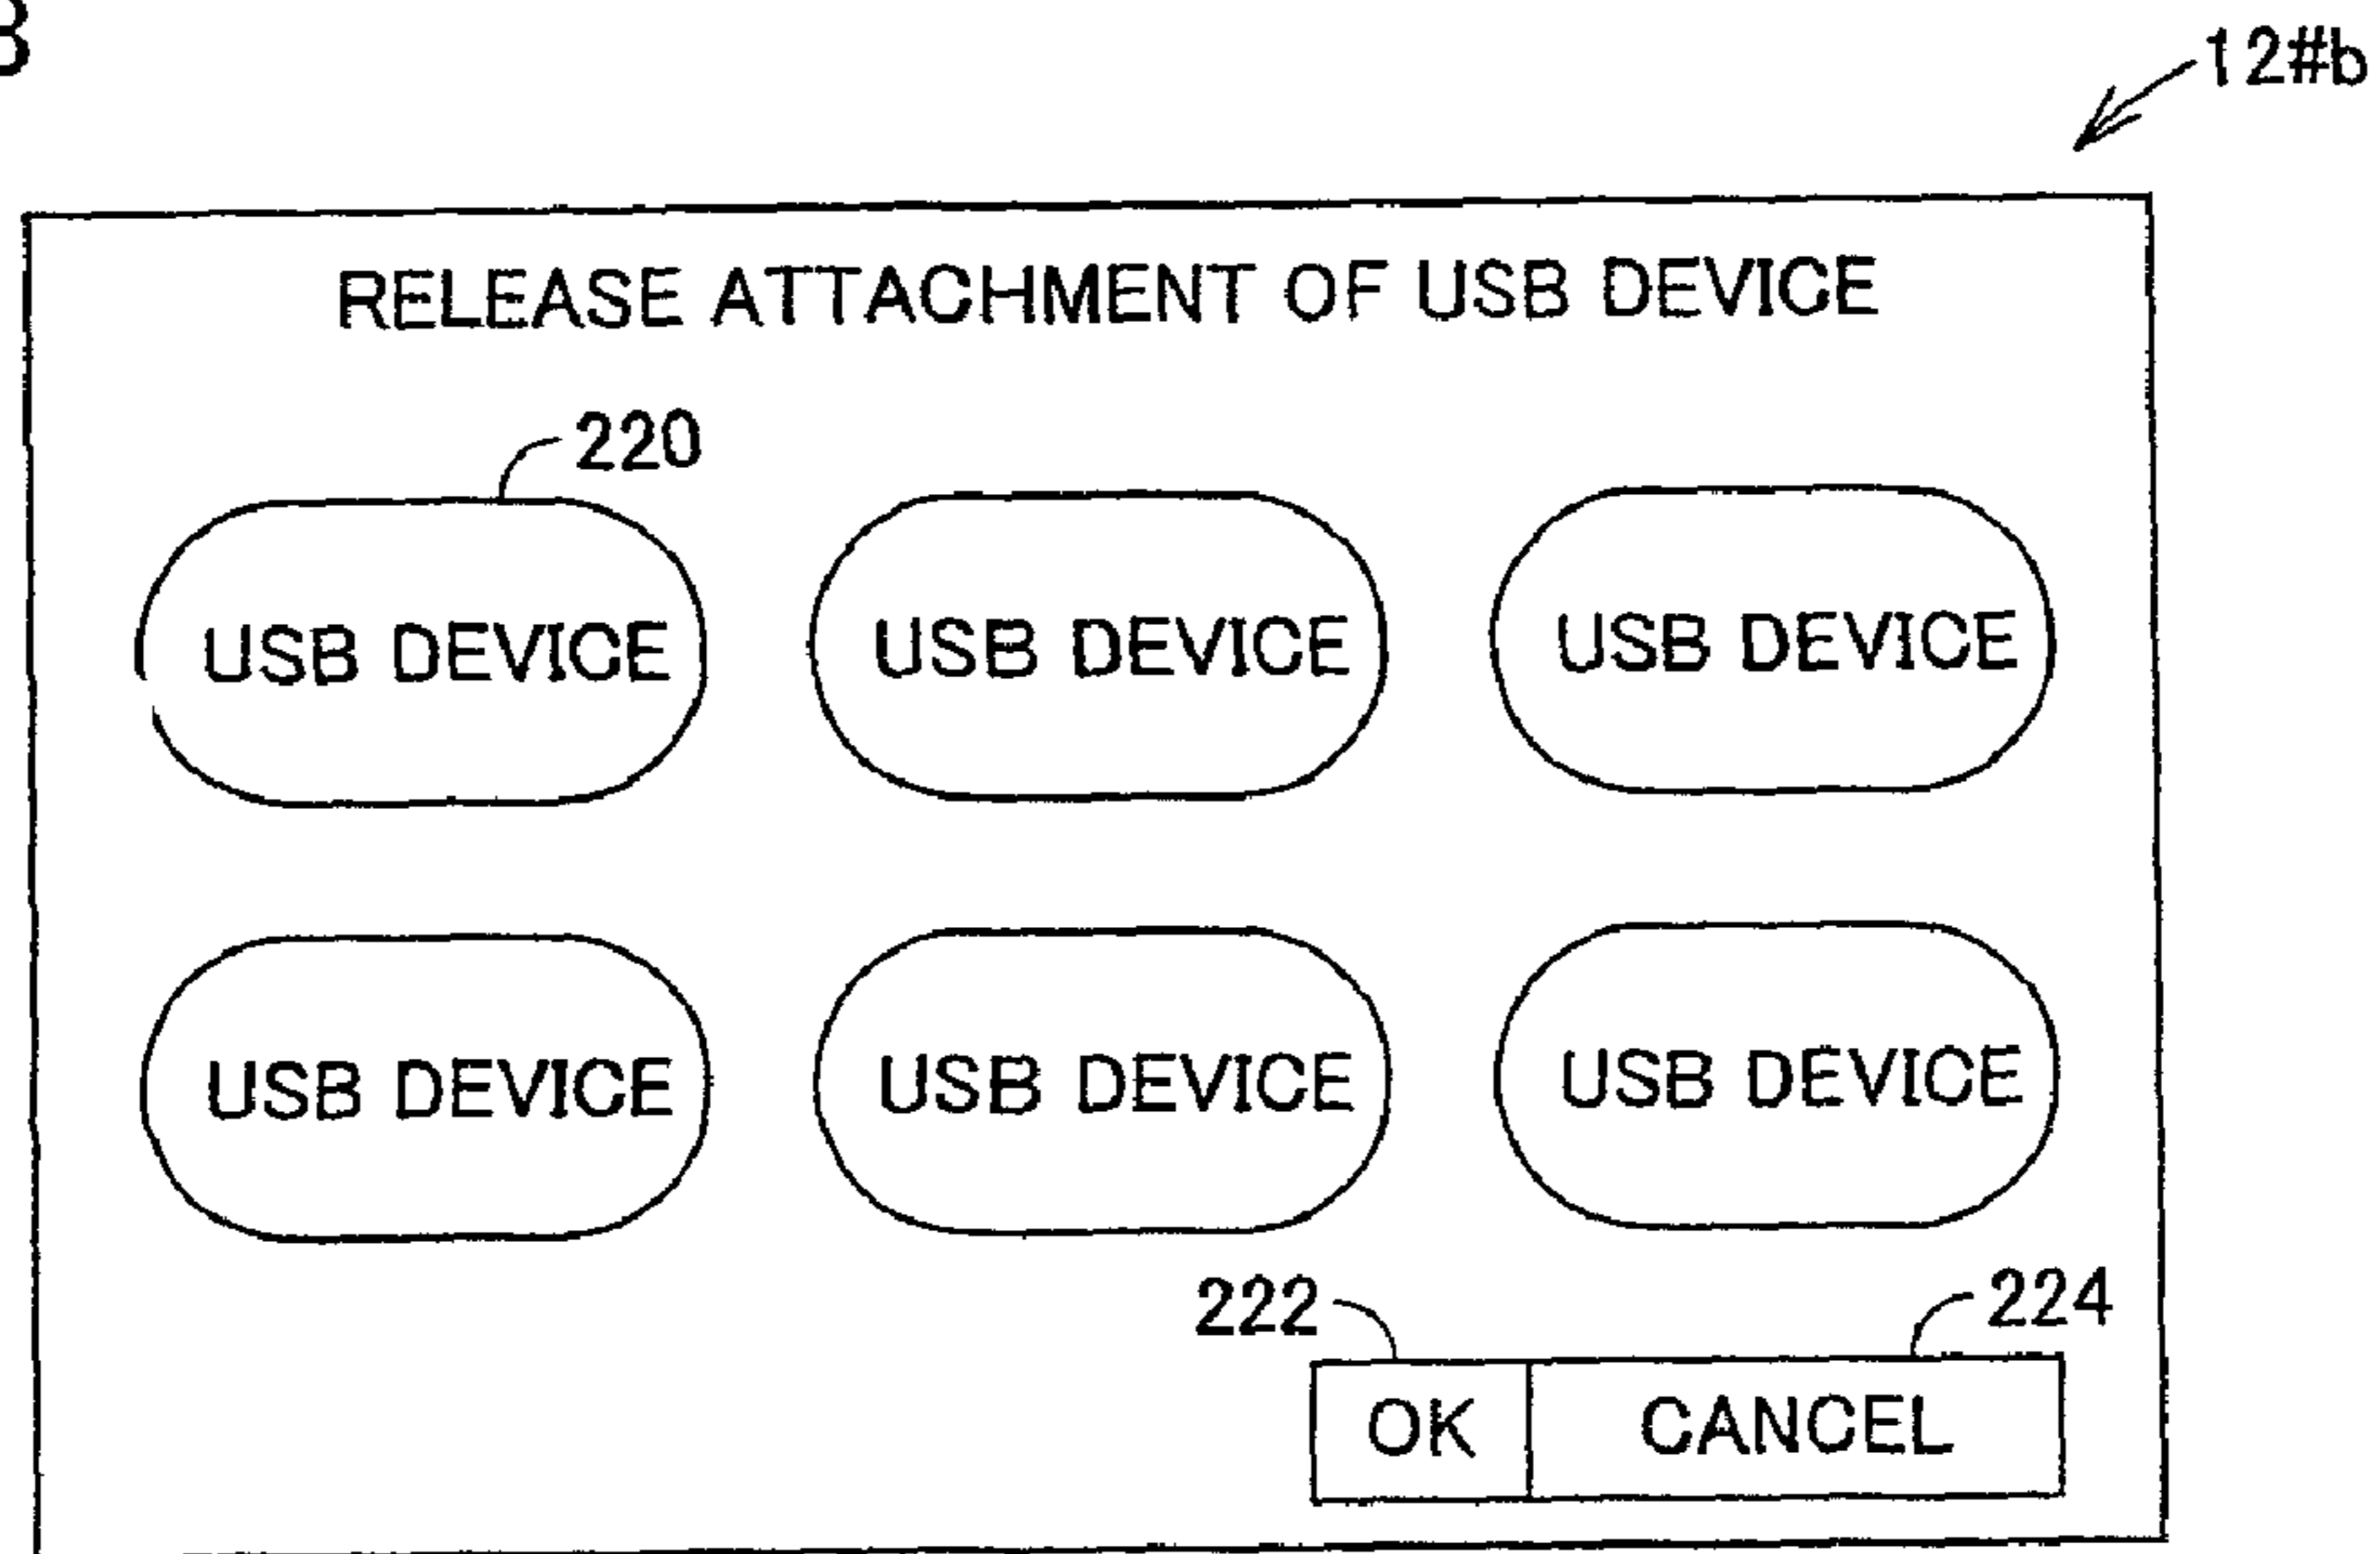 12#b
RELEASE ATTACHMENT OF USB DEVICE
220
USB DEVICE USB DEVICE USB DEVICE
USB DEVICE USB DEVICE USB DEVICE
222 224
OK CANCEL